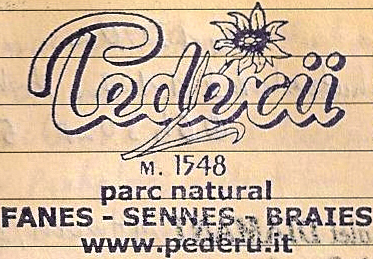 Pederü
M. 1548
parc natural
FANES - SENNES - BRAIES
www.pederu.it